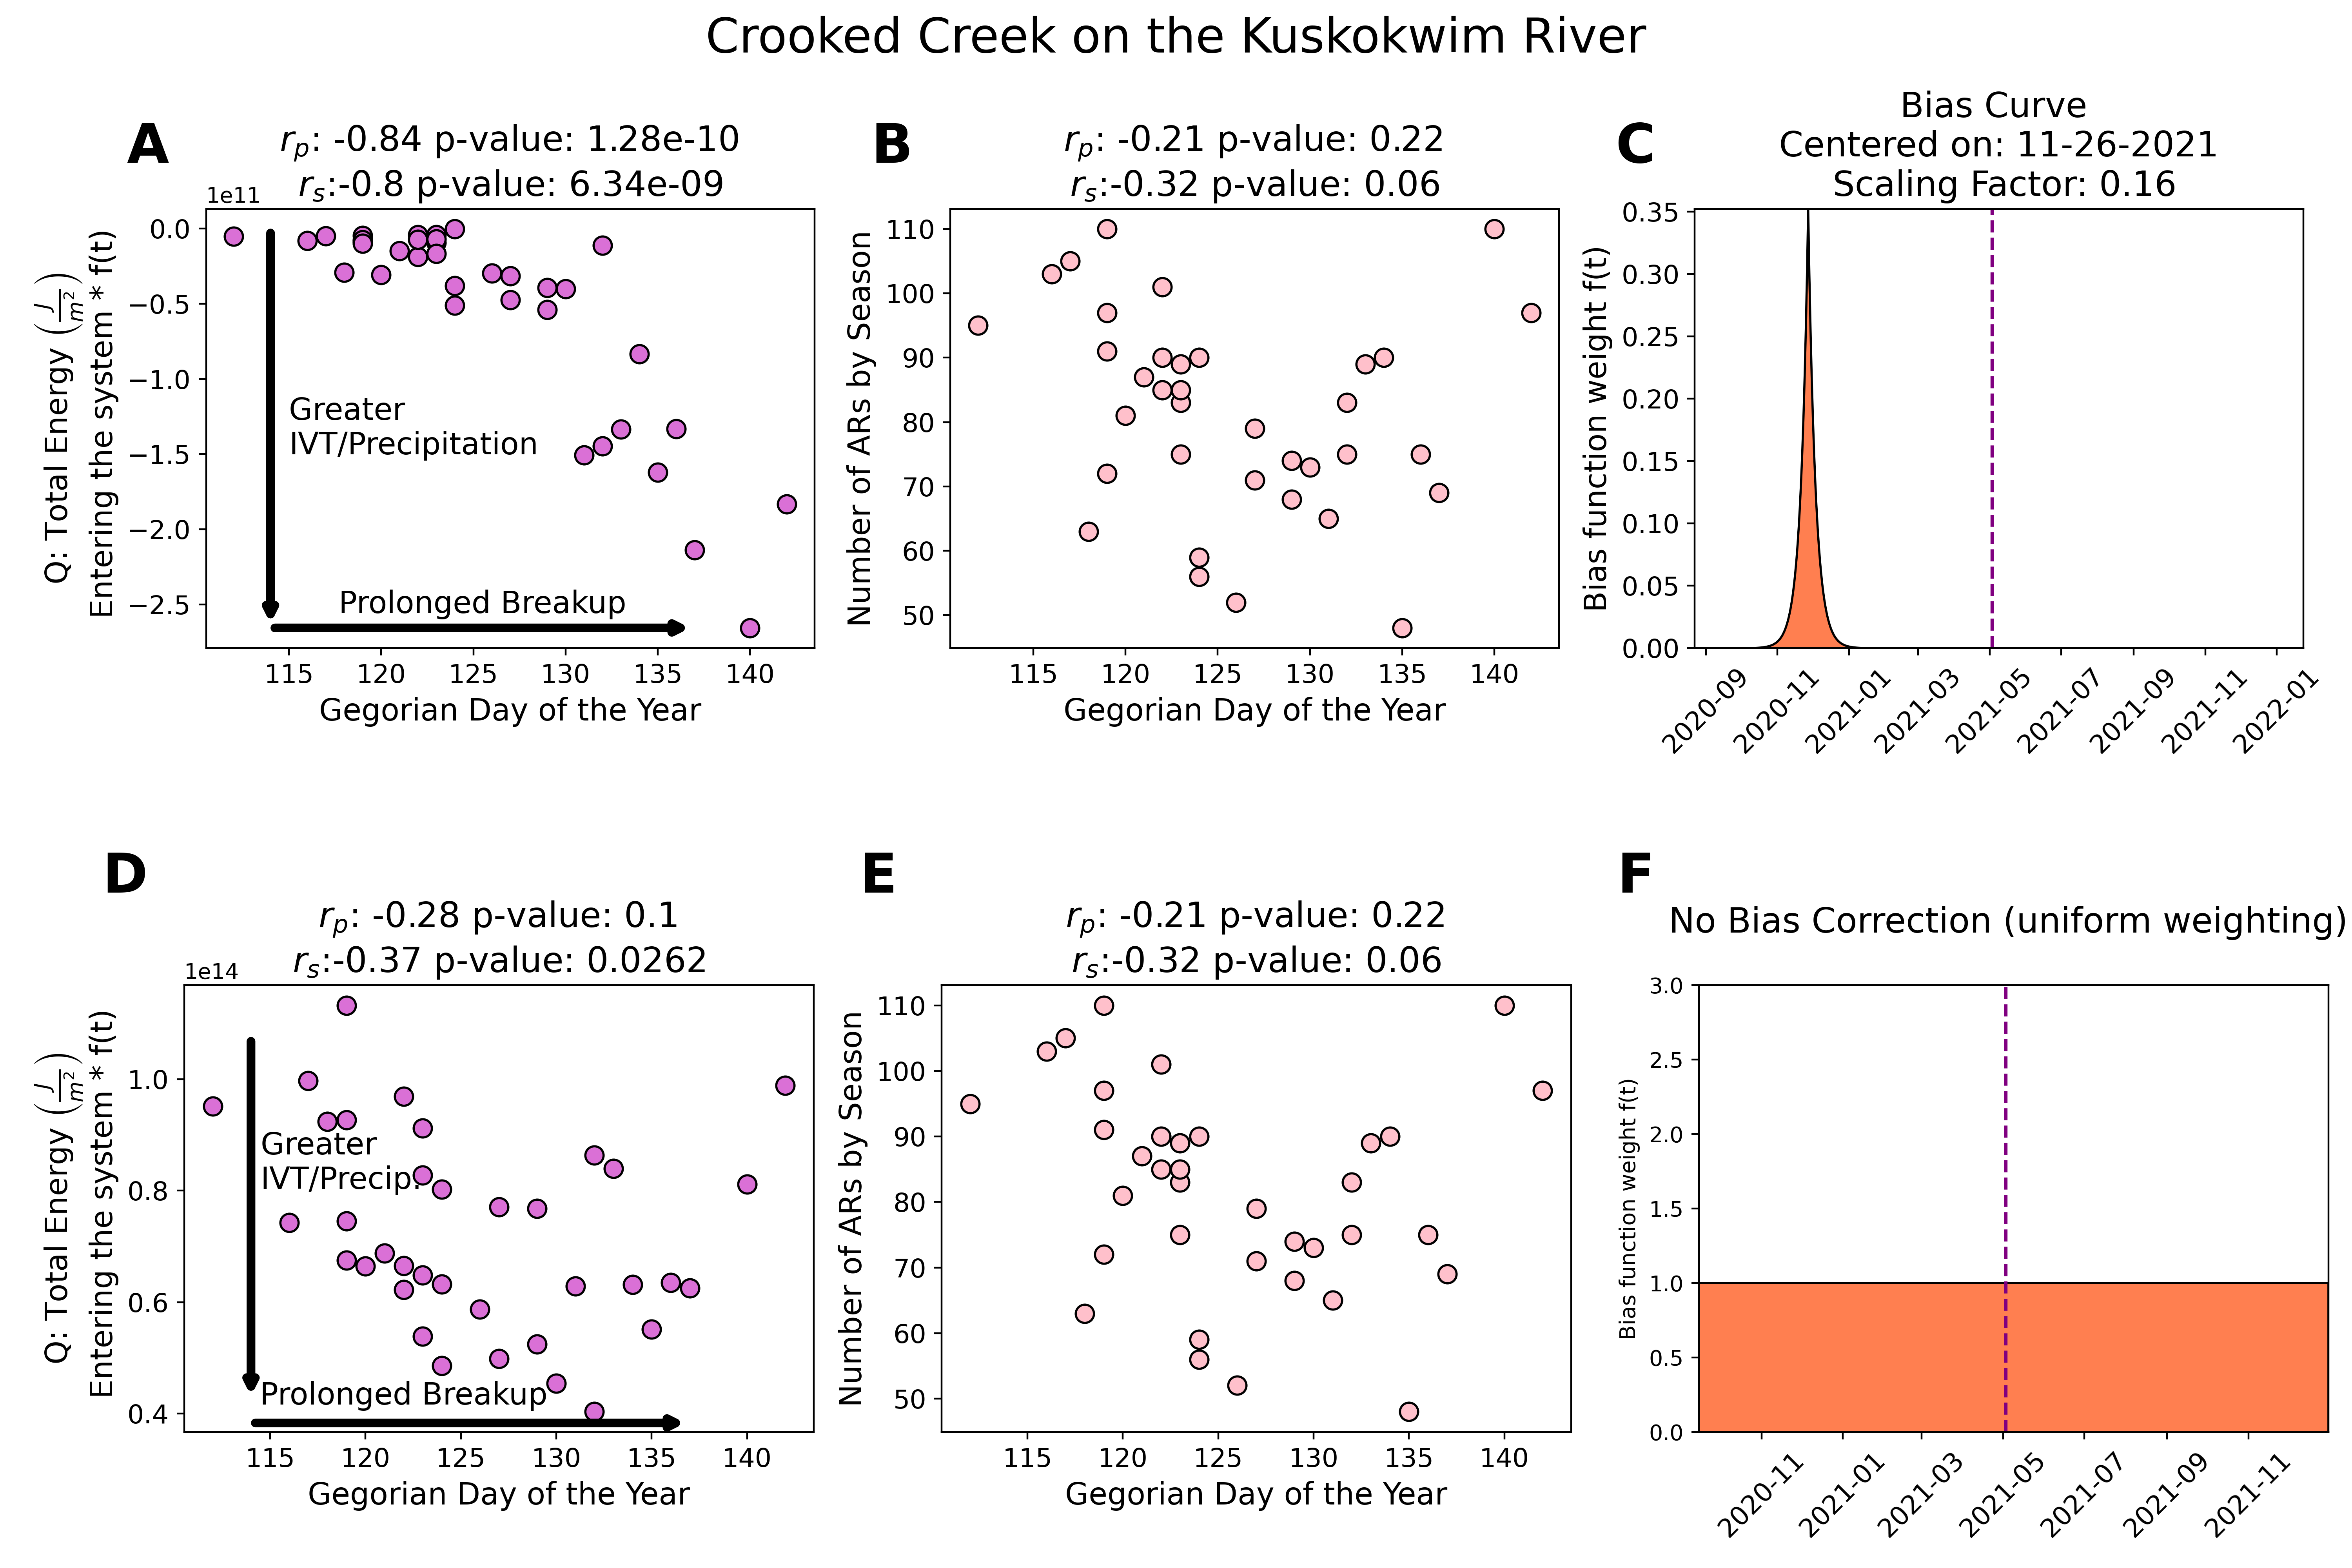 Crooked Creek on the Kuskokwim River
A
r_p: -0.84 p-value: 1.28e-10
r_s:-0.8 p-value: 6.34e-09
1e11
0.0
−0.5
−1.0
−1.5
−2.0
−2.5
Q: Total Energy (J/m²)
Entering the system * f(t)
Greater
IVT/Precipitation
Prolonged Breakup
115 120 125 130 135 140
Gegorian Day of the Year
B
r_p: -0.21 p-value: 0.22
r_s:-0.32 p-value: 0.06
110
100
90
80
70
60
50
Number of ARs by Season
115 120 125 130 135 140
Gegorian Day of the Year
C
Bias Curve
Centered on: 11-26-2021
Scaling Factor: 0.16
0.35
0.30
0.25
0.20
0.15
0.10
0.05
0.00
Bias function weight f(t)
2020-09 2020-11 2021-01 2021-03 2021-05 2021-07 2021-09 2021-11 2022-01
D
r_p: -0.28 p-value: 0.1
r_s:-0.37 p-value: 0.0262
1e14
1.0
0.8
0.6
0.4
Q: Total Energy (J/m²)
Entering the system * f(t)
Greater
IVT/Precip.
Prolonged Breakup
115 120 125 130 135 140
Gegorian Day of the Year
E
r_p: -0.21 p-value: 0.22
r_s:-0.32 p-value: 0.06
110
100
90
80
70
60
50
Number of ARs by Season
115 120 125 130 135 140
Gegorian Day of the Year
F
No Bias Correction (uniform weighting)
3.0
2.5
2.0
1.5
1.0
0.5
0.0
Bias function weight f(t)
2020-11 2021-01 2021-03 2021-05 2021-07 2021-09 2021-11